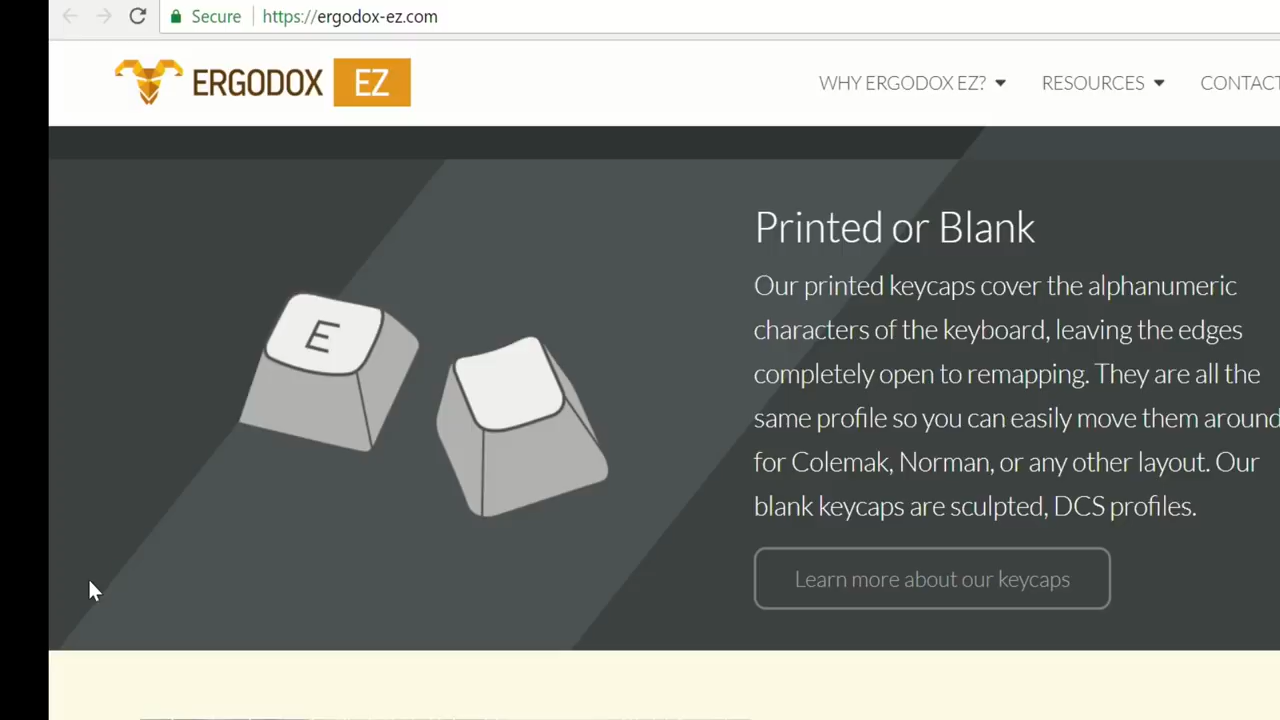 Secure https://ergodox-ez.com
ERGODOX EZ
WHY ERGODOX EZ? RESOURCES CONTACT
Printed or Blank
Our printed keycaps cover the alphanumeric
characters of the keyboard, leaving the edges
completely open to remapping. They are all the
same profile so you can easily move them around
for Colemak, Norman, or any other layout. Our
blank keycaps are sculpted, DCS profiles.
E
Learn more about our keycaps